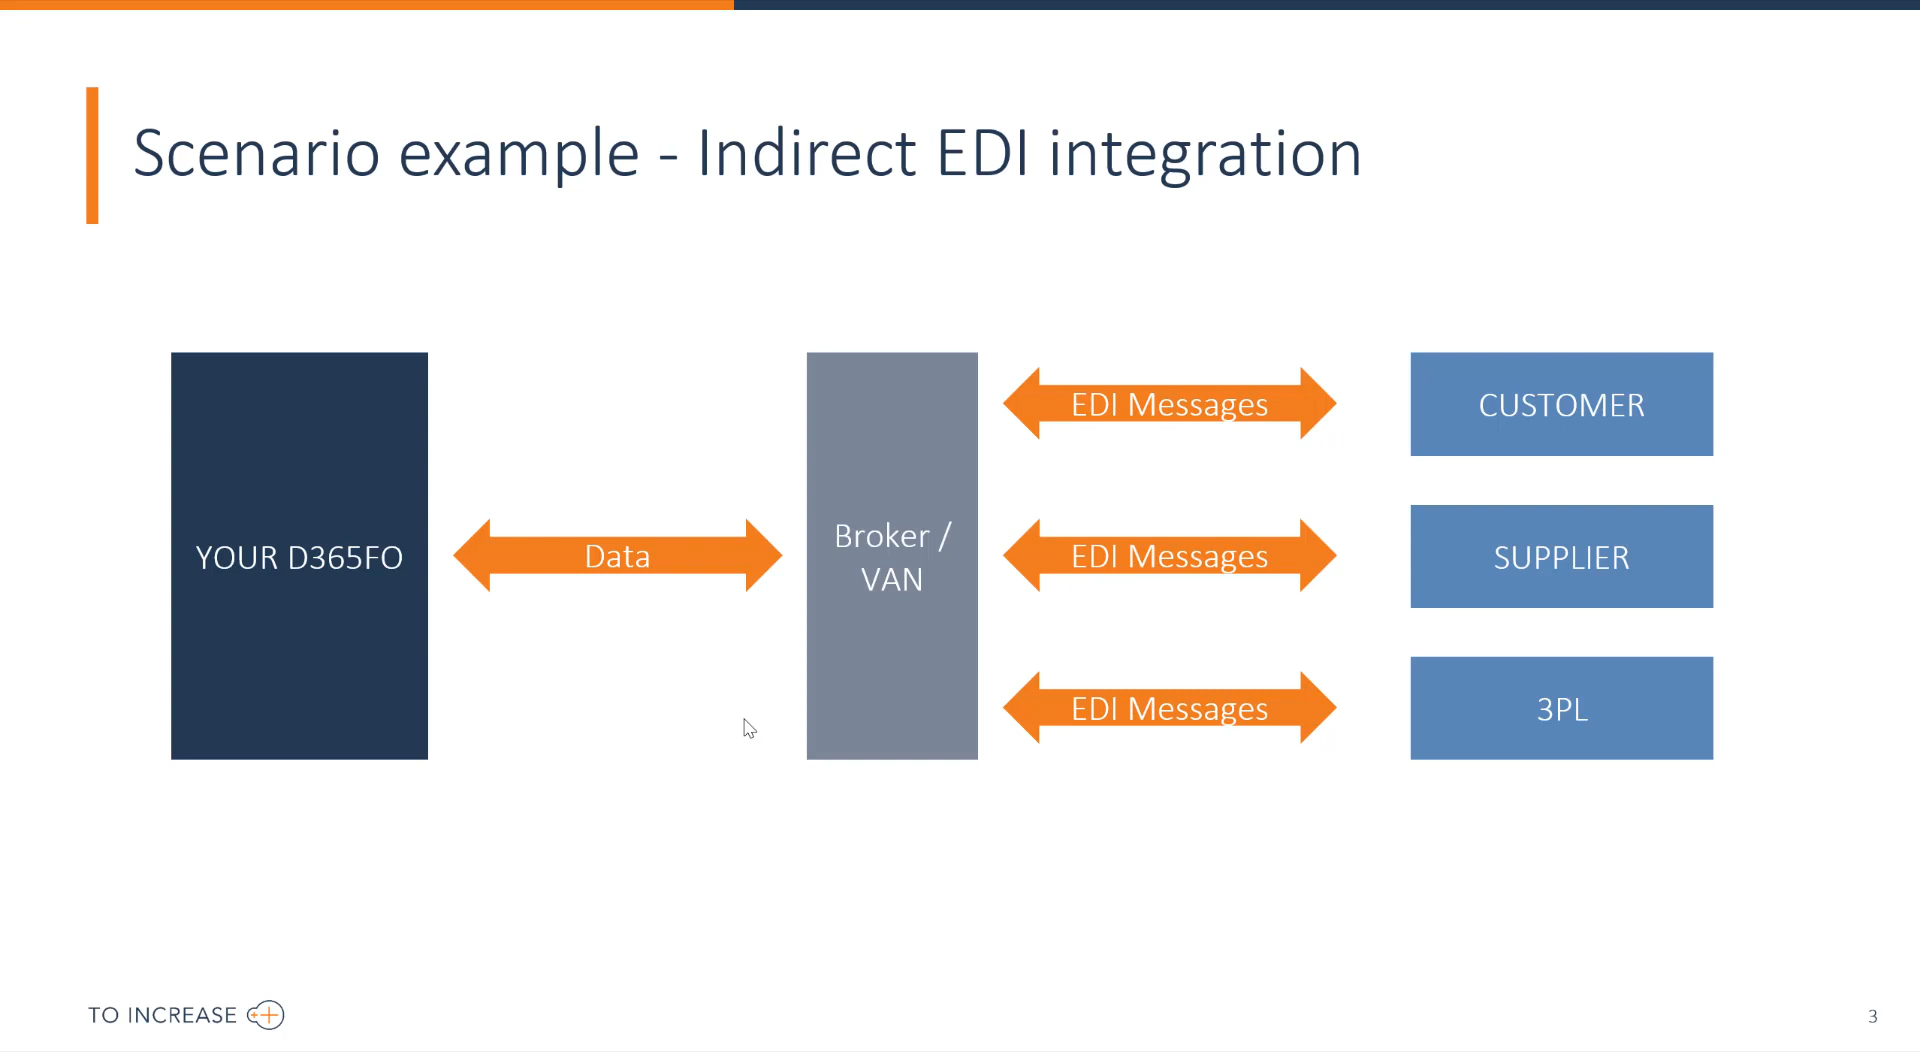 Scenario example - Indirect EDI integration
YOUR D365FO
Data
Broker /
VAN
EDI Messages
CUSTOMER
EDI Messages
SUPPLIER
EDI Messages
3PL
TO INCREASE
3